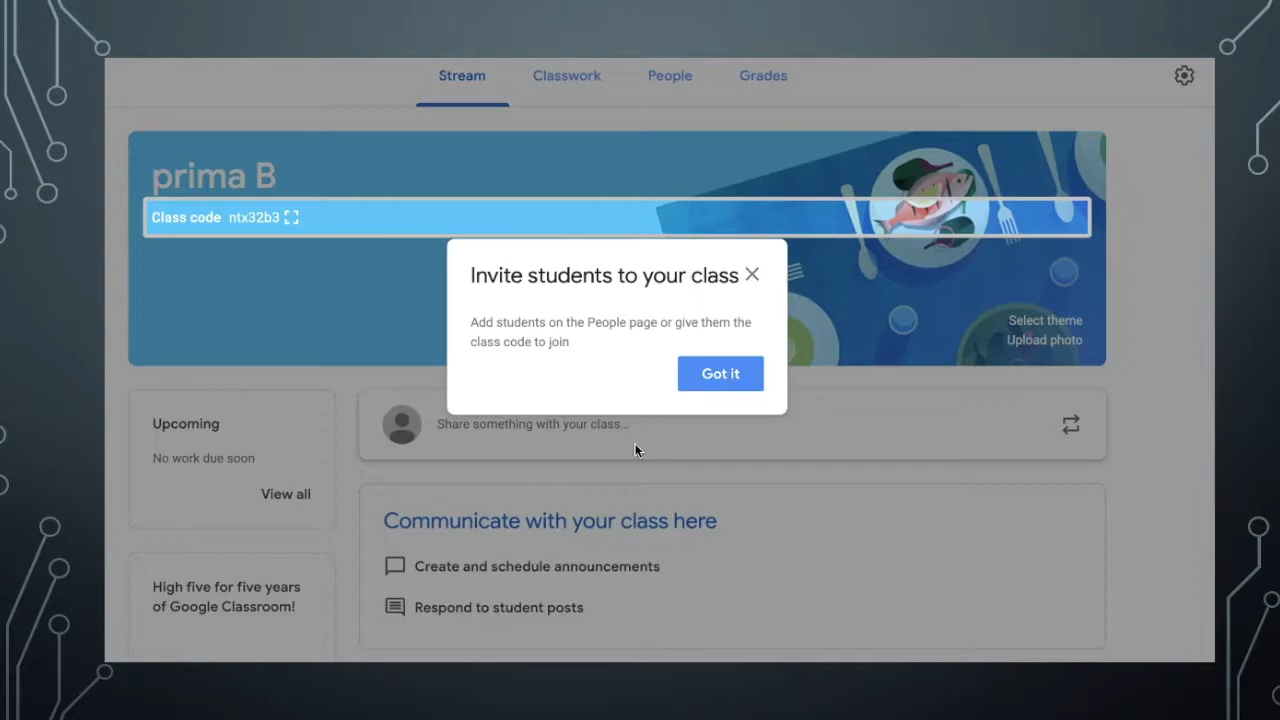 Stream Classwork People Grades
prima B
Class code ntx32b3
Invite students to your class
Add students on the People page or give them the
class code to join
Got it
Select theme
Upload photo
Upcoming
No work due soon
View all
Share something with your class...
Communicate with your class here
Create and schedule announcements
Respond to student posts
High five for five years
of Google Classroom!